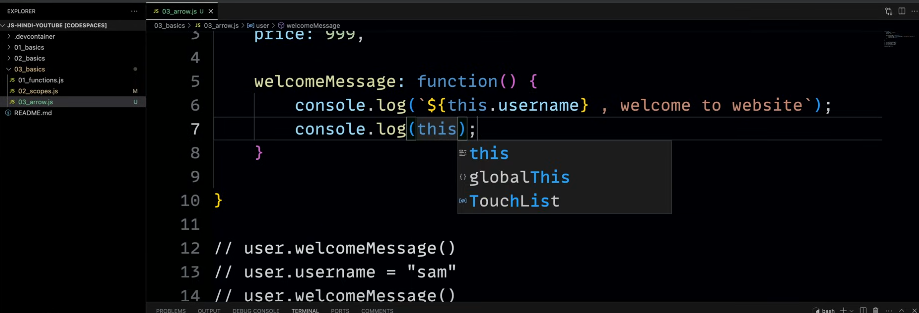 EXPLORER
···
03_arrow.js U ×
JS-HINDI-YOUTUBE [CODESPACES]
.devcontainer
01_basics
02_basics
03_basics
01_functions.js
02_scopes.js M
03_arrow.js U
README.md
03_basics > 03_arrow.js > user > welcomeMessage
3 price: 999,
4
5 welcomeMessage: function() {
6 console.log(`${this.username} , welcome to website`);
7 console.log(this);
this
globalThis
TouchList
8 }
9
10 }
11
12 // user.welcomeMessage()
13 // user.username = "sam"
14 // user.welcomeMessage()
PROBLEMS OUTPUT DEBUG CONSOLE TERMINAL PORTS COMMENTS
bash